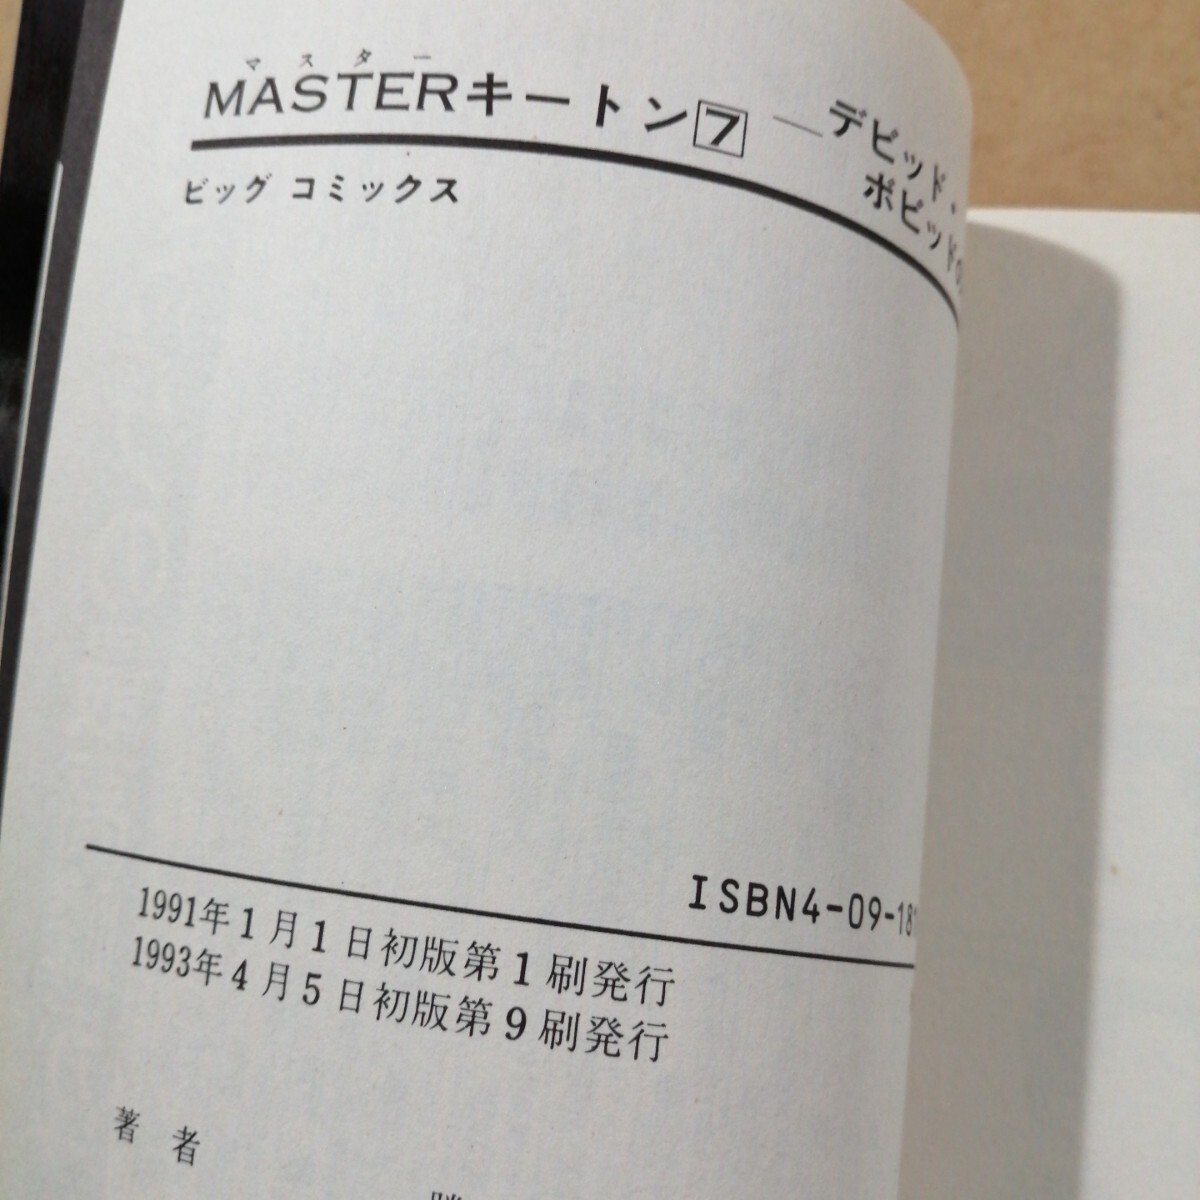 マスター
MASTERキートン 7 ―デビッド・
ボビッドの
ビッグ コミックス
ISBN4-09-18
1991年1月1日初版第1刷発行
1993年4月5日初版第9刷発行
著者
勝